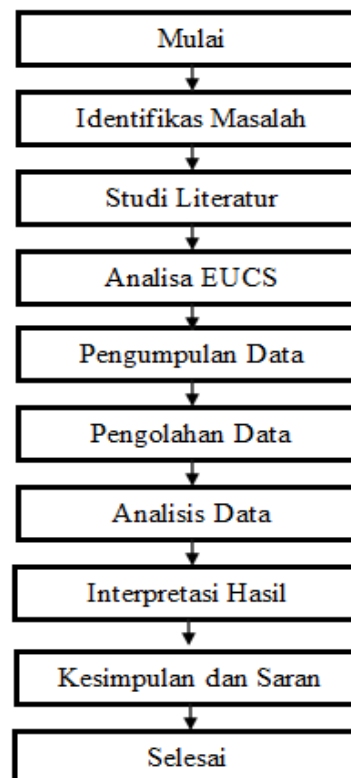 Mulai
Identifikas Masalah
Studi Literatur
Analisa EUCS
Pengumpulan Data
Pengolahan Data
Analisis Data
Interpretasi Hasil
Kesimpulan dan Saran
Selesai